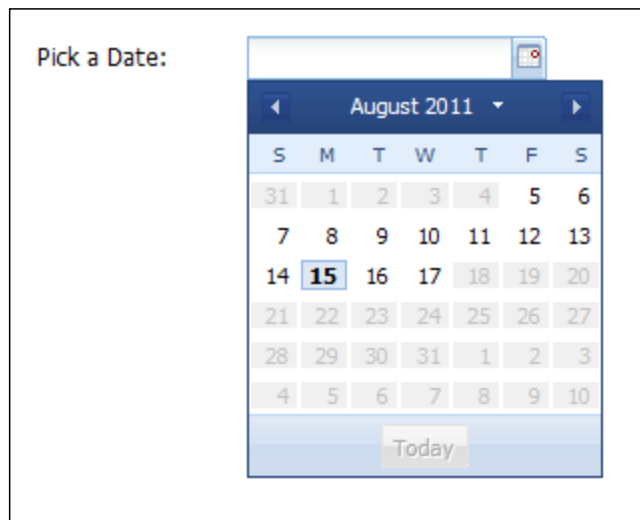 Pick a Date:
August 2011
S M T W T F S
31 1 2 3 4 5 6
7 8 9 10 11 12 13
14 15 16 17 18 19 20
21 22 23 24 25 26 27
28 29 30 31 1 2 3
4 5 6 7 8 9 10
Today